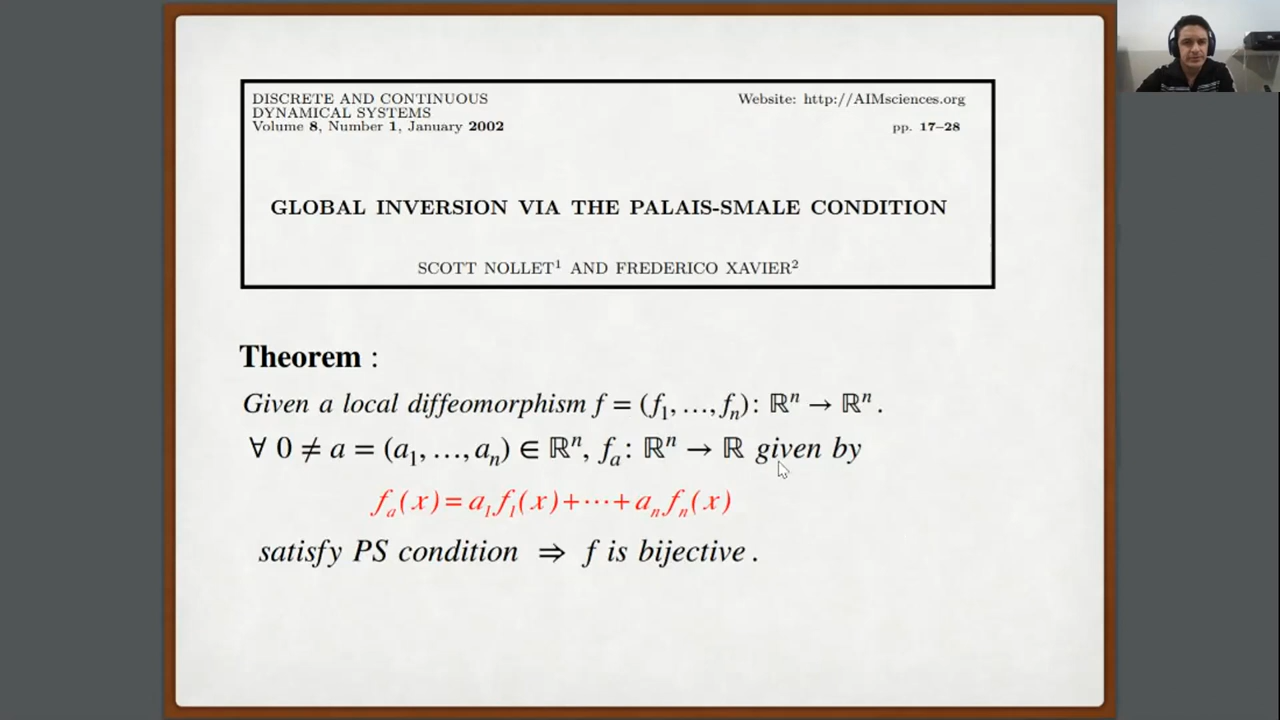 DISCRETE AND CONTINUOUS Website: http://AIMsciences.org
DYNAMICAL SYSTEMS
Volume 8, Number 1, January 2002 pp. 17–28
GLOBAL INVERSION VIA THE PALAIS-SMALE CONDITION
SCOTT NOLLET¹ AND FREDERICO XAVIER²
Theorem :
Given a local diffeomorphism f = (f₁, …, fₙ): ℝⁿ → ℝⁿ .
∀ 0 ≠ a = (a₁, …, aₙ) ∈ ℝⁿ, fₐ: ℝⁿ → ℝ given by
fₐ(x)=a₁f₁(x)+⋯+aₙfₙ(x)
satisfy PS condition ⇒ f is bijective .